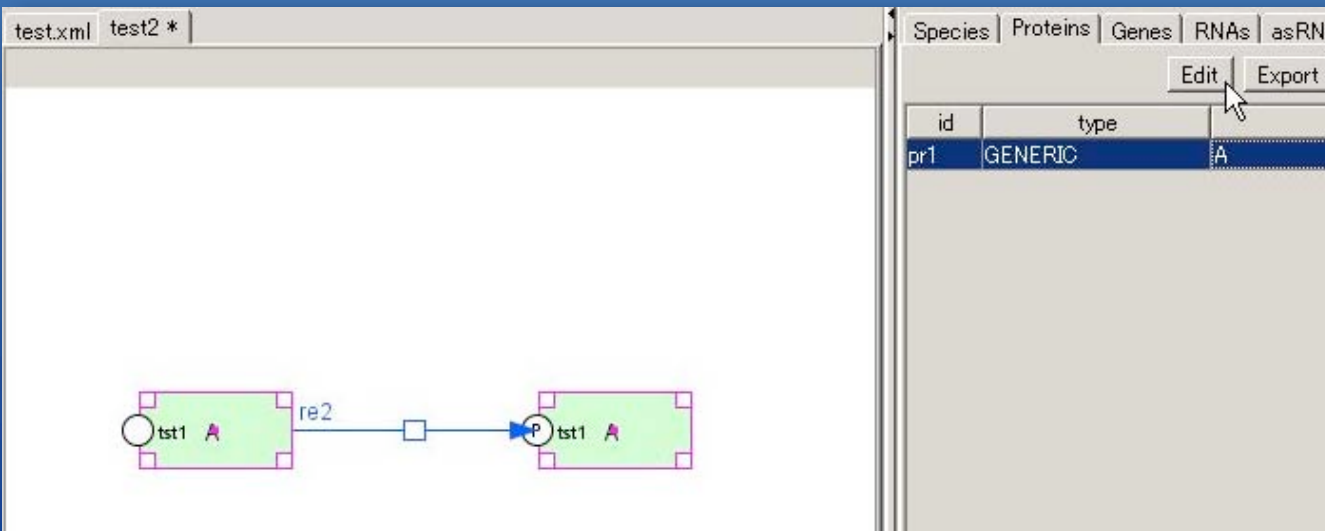 test.xml test2 *
Species Proteins Genes RNAs asRN
Edit Export
id type
pr1 GENERIC A
re2
tst1 A
P tst1 A